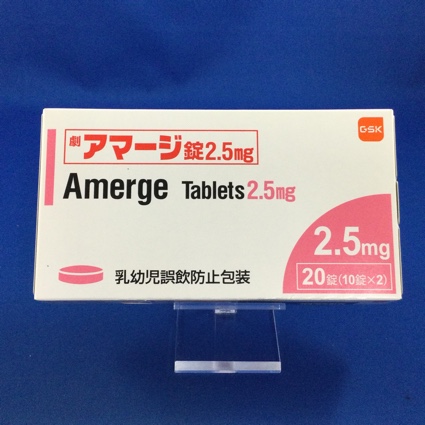 劇 アマージ錠2.5mg
GSK
Amerge Tablets 2.5mg
2.5mg
20錠(10錠×2)
乳幼児誤飲防止包装